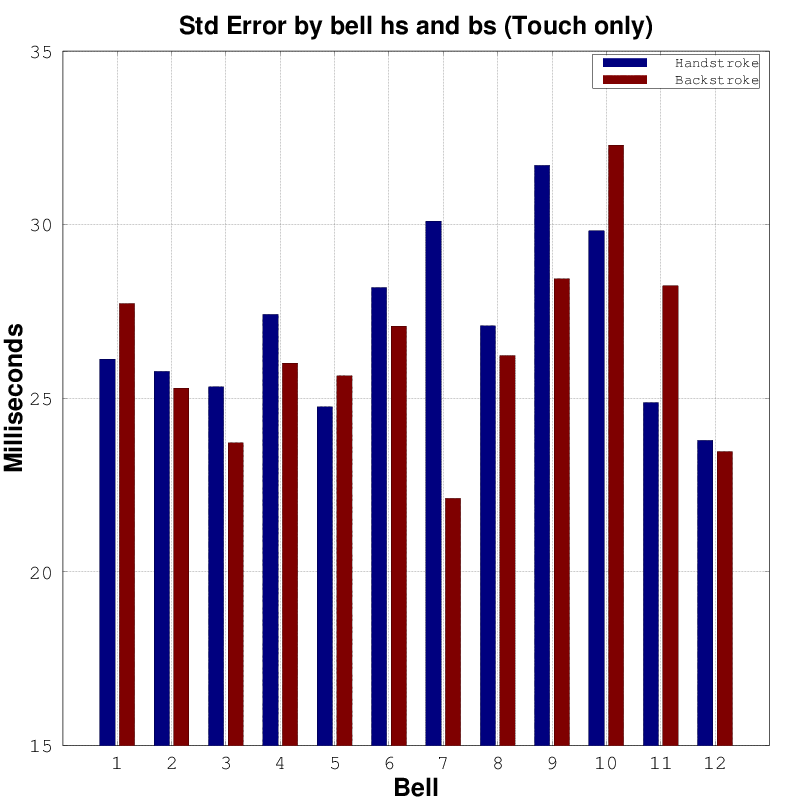 Std Error by bell hs and bs (Touch only)
35
Handstroke
Backstroke
30
25
20
15
Milliseconds
1 2 3 4 5 6 7 8 9 10 11 12
Bell